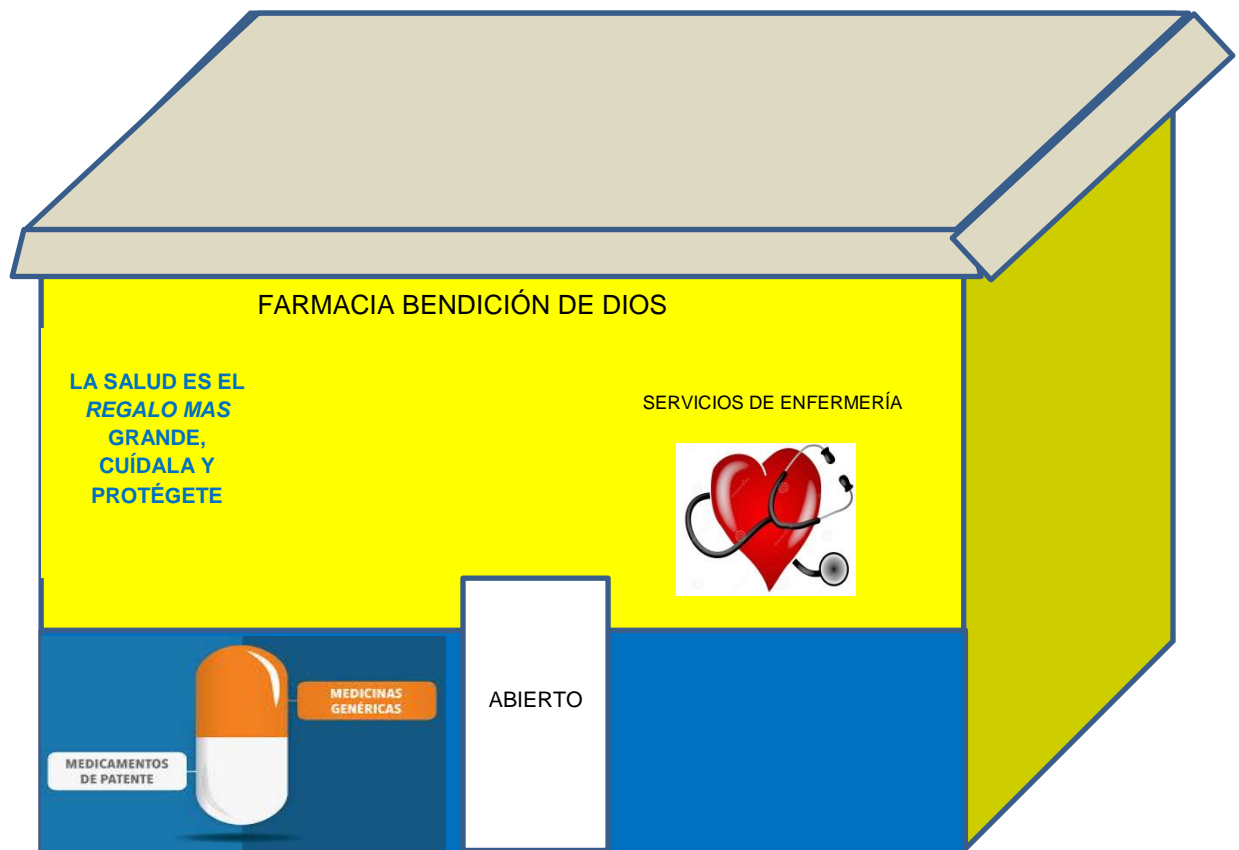 FARMACIA BENDICIÓN DE DIOS
LA SALUD ES EL
REGALO MAS
GRANDE,
CUÍDALA Y
PROTÉGETE
SERVICIOS DE ENFERMERÍA
MEDICINAS
GENÉRICAS
MEDICAMENTOS
DE PATENTE
ABIERTO